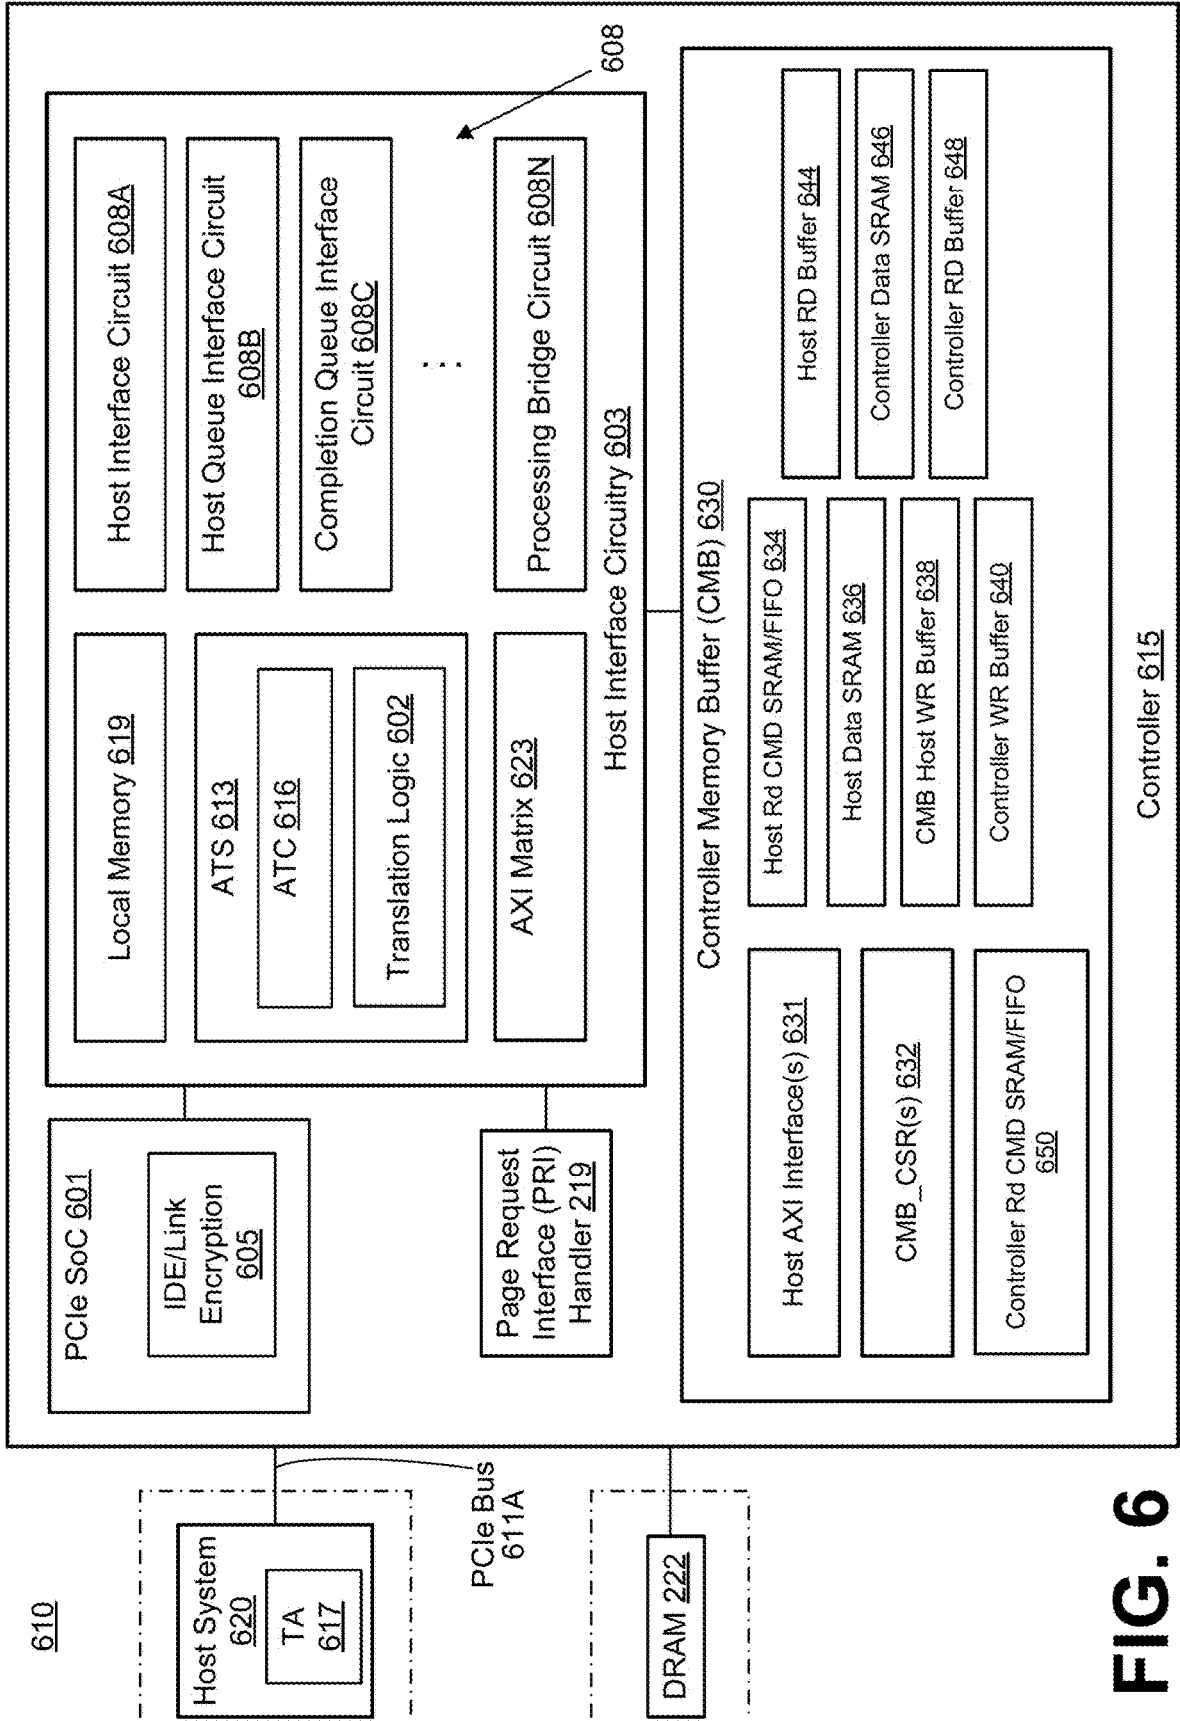 610
Host System
620
TA
617
PCIe Bus
611A
DRAM 222
PCIe SoC 601
IDE/Link
Encryption
605
Page Request
Interface (PRI)
Handler 219
Local Memory 619
ATS 613
ATC 616
Translation Logic 602
AXI Matrix 623
Host Interface Circuit 608A
Host Queue Interface Circuit
608B
Completion Queue Interface
Circuit 608C
...
Processing Bridge Circuit 608N
608
Host Interface Circuitry 603
Controller Memory Buffer (CMB) 630
Host AXI Interface(s) 631
CMB_CSR(s) 632
Controller Rd CMD SRAM/FIFO
650
Host Rd CMD SRAM/FIFO 634
Host Data SRAM 636
CMB Host WR Buffer 638
Controller WR Buffer 640
Host RD Buffer 644
Controller Data SRAM 646
Controller RD Buffer 648
Controller 615
FIG. 6